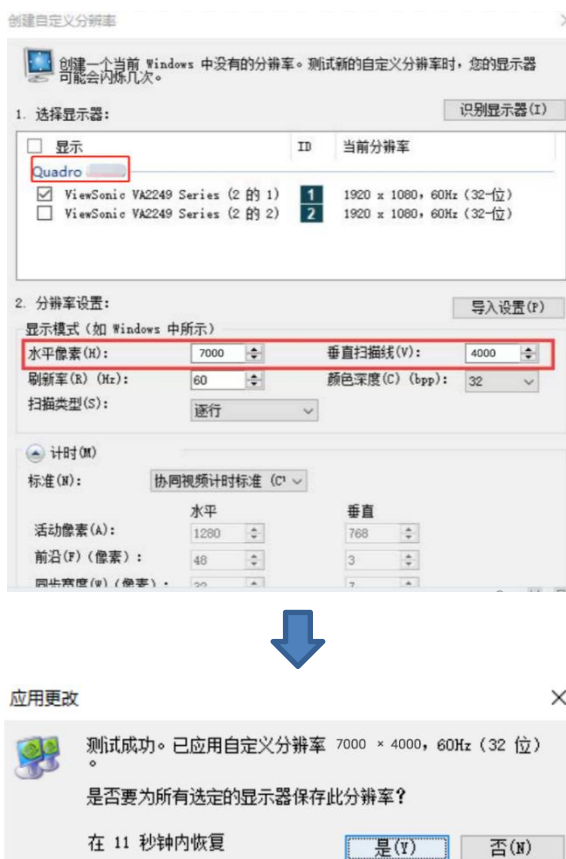 创建自定义分辨率
创建一个当前 Windows 中没有的分辨率。测试新的自定义分辨率时，您的显示器
可能会闪烁几次。
1. 选择显示器：
识别显示器(I)
显示 ID 当前分辨率
Quadro
ViewSonic VA2249 Series (2 的 1) 1 1920 x 1080, 60Hz (32-位)
ViewSonic VA2249 Series (2 的 2) 2 1920 x 1080, 60Hz (32-位)
2. 分辨率设置：
导入设置(P)
显示模式（如 Windows 中所示）
水平像素(H)： 7000 垂直扫描线(V)： 4000
刷新率(R) (Hz)： 60 颜色深度(C) (bpp)： 32
扫描类型(S)： 逐行
计时(M)
标准(N)： 协同视频计时标准 (C
水平 垂直
活动像素(A)： 1280 768
前沿(F)（像素）： 48 3
同步宽度(W)（像素）： 32 7
应用更改
测试成功。已应用自定义分辨率 7000 × 4000, 60Hz (32 位)
。
是否要为所有选定的显示器保存此分辨率?
在 11 秒钟内恢复 是(Y) 否(N)